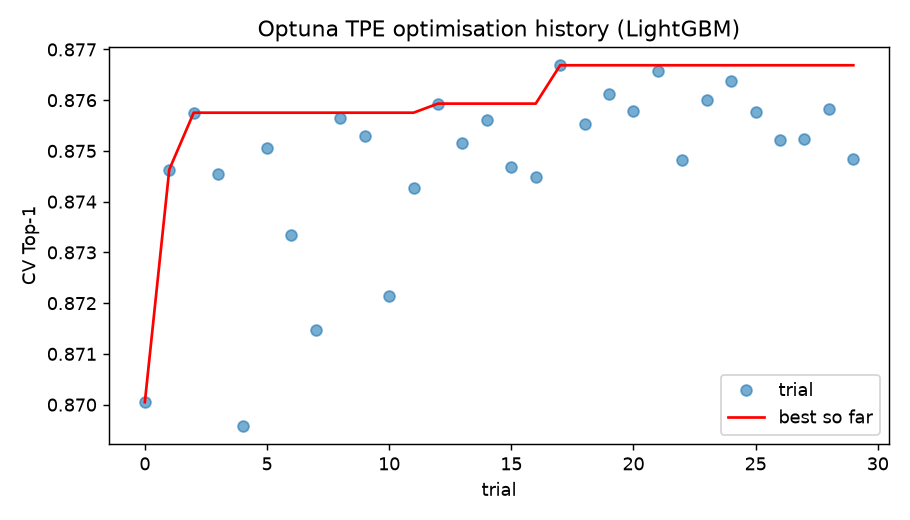 Optuna TPE optimisation history (LightGBM)
CV Top-1
0.877
0.876
0.875
0.874
0.873
0.872
0.871
0.870
trial
best so far
0 5 10 15 20 25 30
trial